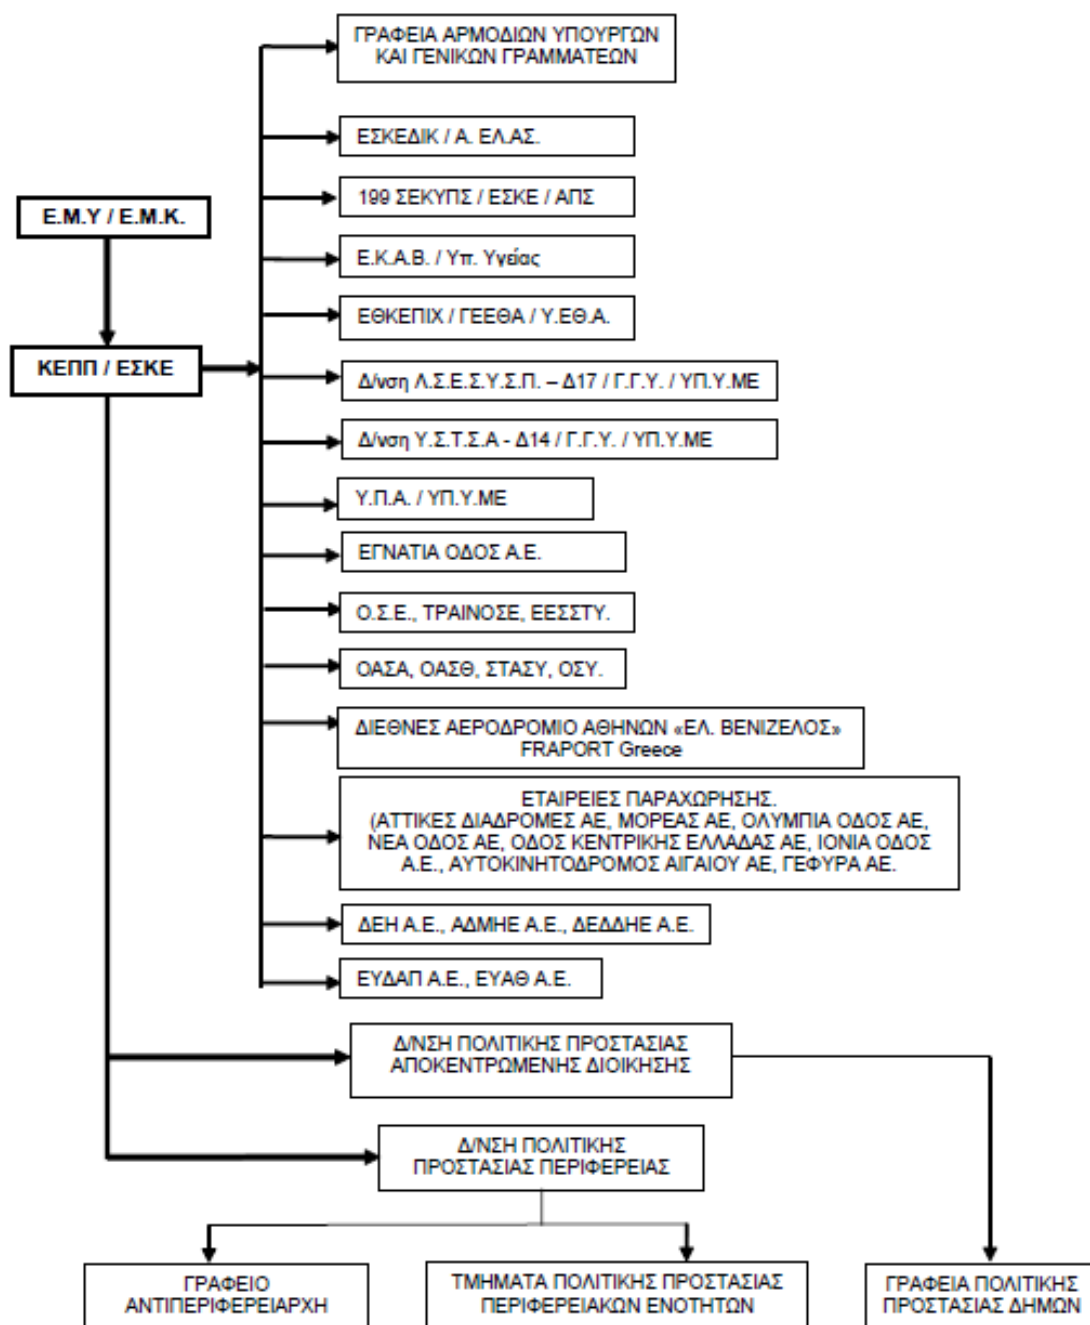 ΓΡΑΦΕΙΑ ΑΡΜΟΔΙΩΝ ΥΠΟΥΡΓΩΝ
ΚΑΙ ΓΕΝΙΚΩΝ ΓΡΑΜΜΑΤΕΩΝ
ΕΣΚΕΔΙΚ / Α. ΕΛ.ΑΣ.
199 ΣΕΚΥΠΣ / ΕΣΚΕ / ΑΠΣ
Ε.Μ.Υ / Ε.Μ.Κ.
Ε.Κ.Α.Β. / Υπ. Υγείας
ΕΘΚΕΠΙΧ / ΓΕΕΘΑ / Υ.ΕΘ.Α.
ΚΕΠΠ / ΕΣΚΕ
Δ/νση Λ.Σ.Ε.Σ.Υ.Σ.Π. – Δ17 / Γ.Γ.Υ. / ΥΠ.Υ.ΜΕ
Δ/νση Υ.Σ.Τ.Σ.Α - Δ14 / Γ.Γ.Υ. / ΥΠ.Υ.ΜΕ
Υ.Π.Α. / ΥΠ.Υ.ΜΕ
ΕΓΝΑΤΙΑ ΟΔΟΣ Α.Ε.
Ο.Σ.Ε., ΤΡΑΙΝΟΣΕ, ΕΕΣΣΤΥ.
ΟΑΣΑ, ΟΑΣΘ, ΣΤΑΣΥ, ΟΣΥ.
ΔΙΕΘΝΕΣ ΑΕΡΟΔΡΟΜΙΟ ΑΘΗΝΩΝ «ΕΛ. ΒΕΝΙΖΕΛΟΣ»
FRAPORT Greece
ΕΤΑΙΡΕΙΕΣ ΠΑΡΑΧΩΡΗΣΗΣ.
(ΑΤΤΙΚΕΣ ΔΙΑΔΡΟΜΕΣ ΑΕ, ΜΟΡΕΑΣ ΑΕ, ΟΛΥΜΠΙΑ ΟΔΟΣ ΑΕ,
ΝΕΑ ΟΔΟΣ ΑΕ, ΟΔΟΣ ΚΕΝΤΡΙΚΗΣ ΕΛΛΑΔΑΣ ΑΕ, ΙΟΝΙΑ ΟΔΟΣ
Α.Ε., ΑΥΤΟΚΙΝΗΤΟΔΡΟΜΟΣ ΑΙΓΑΙΟΥ ΑΕ, ΓΕΦΥΡΑ ΑΕ.
ΔΕΗ Α.Ε., ΑΔΜΗΕ Α.Ε., ΔΕΔΔΗΕ Α.Ε.
ΕΥΔΑΠ Α.Ε., ΕΥΑΘ Α.Ε.
Δ/ΝΣΗ ΠΟΛΙΤΙΚΗΣ ΠΡΟΣΤΑΣΙΑΣ
ΑΠΟΚΕΝΤΡΩΜΕΝΗΣ ΔΙΟΙΚΗΣΗΣ
Δ/ΝΣΗ ΠΟΛΙΤΙΚΗΣ
ΠΡΟΣΤΑΣΙΑΣ ΠΕΡΙΦΕΡΕΙΑΣ
ΓΡΑΦΕΙΟ
ΑΝΤΙΠΕΡΙΦΕΡΕΙΑΡΧΗ
ΤΜΗΜΑΤΑ ΠΟΛΙΤΙΚΗΣ ΠΡΟΣΤΑΣΙΑΣ
ΠΕΡΙΦΕΡΕΙΑΚΩΝ ΕΝΟΤΗΤΩΝ
ΓΡΑΦΕΙΑ ΠΟΛΙΤΙΚΗΣ
ΠΡΟΣΤΑΣΙΑΣ ΔΗΜΩΝ